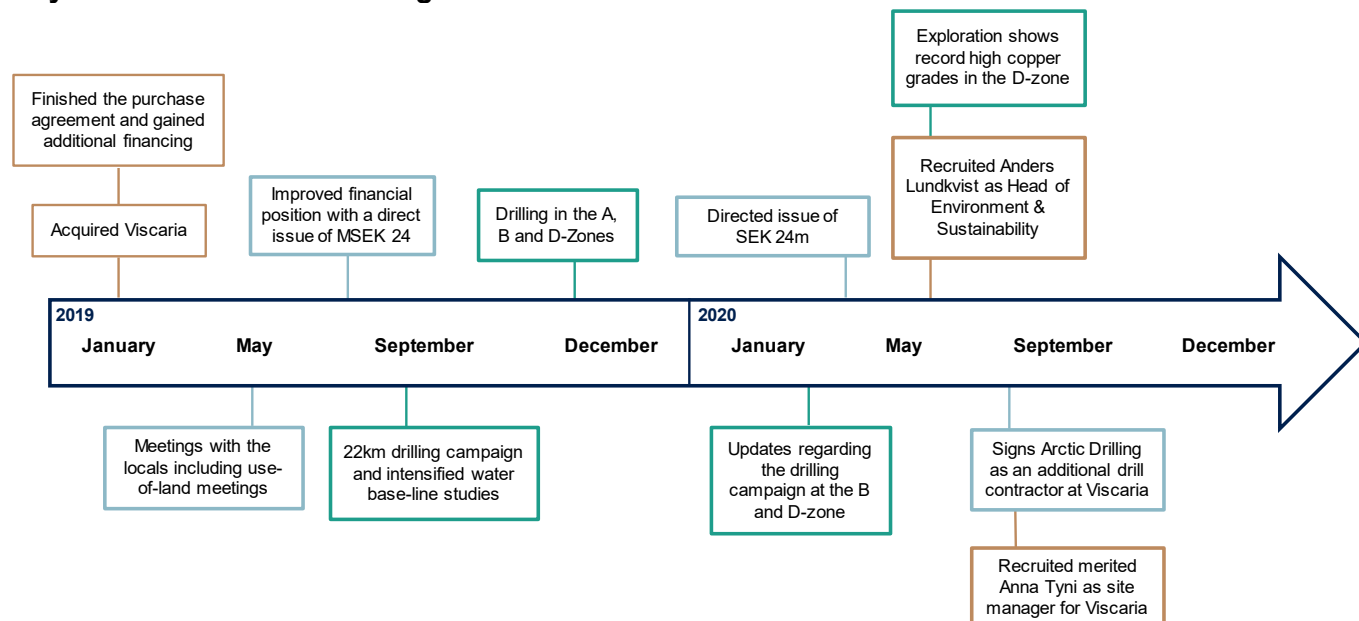 Exploration shows
record high copper
grades in the D-zone
Finished the purchase
agreement and gained
additional financing
Recruited Anders
Lundkvist as Head of
Environment &
Sustainability
Improved financial
position with a direct
issue of MSEK 24
Drilling in the A,
B and D-Zones
Directed issue of
SEK 24m
Acquired Viscaria
2019
January May September December
2020
January May September December
Meetings with the
locals including use-
of-land meetings
22km drilling campaign
and intensified water
base-line studies
Updates regarding
the drilling
campaign at the B
and D-zone
Signs Arctic Drilling
as an additional drill
contractor at Viscaria
Recruited merited
Anna Tyni as site
manager for Viscaria